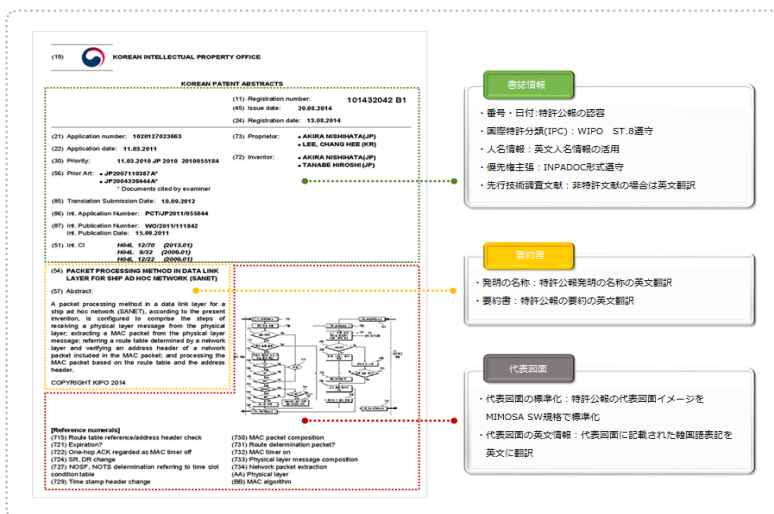 (19) KOREAN INTELLECTUAL PROPERTY OFFICE
KOREAN PATENT ABSTRACTS
(11) Registration number: 101432042 B1
(45) Issue date: 20.08.2014
(24) Registration date: 13.08.2014
(21) Application number: 1020127023663
(22) Application date: 11.03.2011
(30) Priority: 11.03.2010 JP 2010 2010055184
(56) Prior Art: • JP2007110387A*
• JP2004336444A*
* Documents cited by examiner
(85) Translation Submission Date: 10.09.2012
(86) Int. Application Number: PCT/JP2011/055844
(87) Int. Publication Number: WO/2011/111842
Int. Publication Date: 15.09.2011
(51) Int. CI
H04L 12/70 (2013.01)
H04L 9/32 (2006.01)
H04L 12/22 (2006.01)
(73) Proprietor: • AKIRA NISHIHATA(JP)
• LEE, CHANG HEE (KR)
(72) Inventor: • AKIRA NISHIHATA(JP)
• TANABE HIROSHI (JP)
(54) PACKET PROCESSING METHOD IN DATA LINK
LAYER FOR SHIP AD HOC NETWORK (SANET)
(57) Abstract:
A packet processing method in a data link layer for a
ship ad hoc network (SANET), according to the present
invention, is configured to comprise the steps of
receiving a physical layer message from the physical
layer; extracting a MAC packet from the physical layer
message; referring a route table determined by a network
layer and verifying an address header of a network
packet included in the MAC packet; and processing the
MAC packet based on the route table and the address
header.
COPYRIGHT KIPO 2014
[Reference numerals]
(715) Route table reference/address header check
(721) Expiration?
(722) One-hop ACK regarded as MAC timer off
(724) SR, DR change
(727) NOSF, NOTS determination referring to time slot
condition table
(729) Time stamp header change
(730) MAC packet composition
(731) Route determination packet?
(732) MAC timer on
(733) Physical layer message composition
(734) Network packet extraction
(AA) Physical layer
(BB) MAC algorithm
書誌情報
・番号・日付:特許公報の認容
・国際特許分類(IPC)：WIPO ST.8遵守
・人名情報：英文人名情報の活用
・優先権主張：INPADOC形式遵守
・先行技術調査文献：非特許文献の場合は英文翻訳
要約書
・発明の名称：特許公報発明の名称の英文翻訳
・要約書：特許公報の要約の英文翻訳
代表図面
・代表図面の標準化：特許公報の代表図面イメージを
MIMOSA SW規格で標準化
・代表図面の英文情報：代表図面に記載された韓国語表記を
英文に翻訳